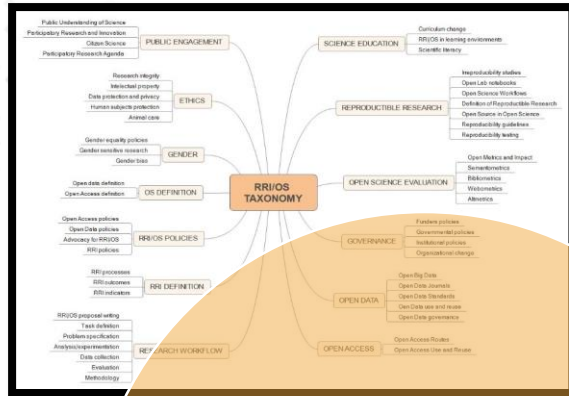 Public Understanding of Science
Participatory Research and Innovation
Citizen Science
Participatory Research Agenda
PUBLIC ENGAGEMENT
Research integrity
Intellectual property
Data protection and privacy
Human subjects protection
Animal care
ETHICS
Gender equality policies
Gender sensitive research
Gender bias
GENDER
Open data definition
Open Access definition
OS DEFINITION
Open Access policies
Open Data policies
Advocacy for RRI/OS
RRI policies
RRI/OS POLICIES
RRI processes
RRI outcomes
RRI indicators
RRI DEFINITION
RRI/OS proposal writing
Task definition
Problem specification
Analysis/experimentation
Data collection
Evaluation
Methodology
RESEARCH WORKFLOW
RRI/OS
TAXONOMY
SCIENCE EDUCATION
Curriculum change
RRI/OS in learning environments
Scientific literacy
REPRODUCIBLE RESEARCH
Irreproducibility studies
Open Lab notebooks
Open Science Workflows
Definition of Reproducible Research
Open Source in Open Science
Reproducibility guidelines
Reproducibility testing
OPEN SCIENCE EVALUATION
Open Metrics and Impact
Semantometrics
Bibliometrics
Webometrics
Altmetrics
GOVERNANCE
Funders policies
Governmental policies
Institutional policies
Organizational change
OPEN DATA
Open Big Data
Open Data Journals
Open Data Standards
Data use and reuse
Open Data governance
OPEN ACCESS
Open Access Routes
Open Access Use and Reuse